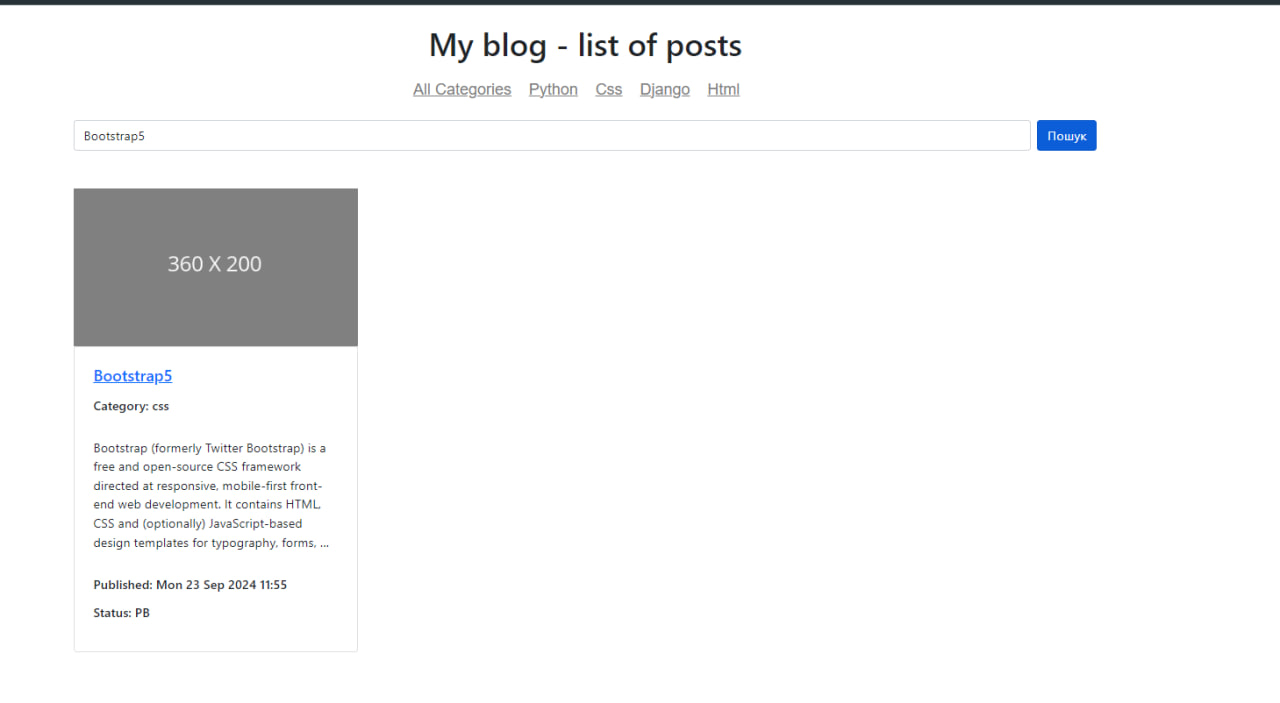 My blog - list of posts
All Categories Python Css Django Html
Bootstrap5 Пошук
360 X 200
Bootstrap5
Category: css
Bootstrap (formerly Twitter Bootstrap) is a
free and open-source CSS framework
directed at responsive, mobile-first front-
end web development. It contains HTML,
CSS and (optionally) JavaScript-based
design templates for typography, forms, ...
Published: Mon 23 Sep 2024 11:55
Status: PB